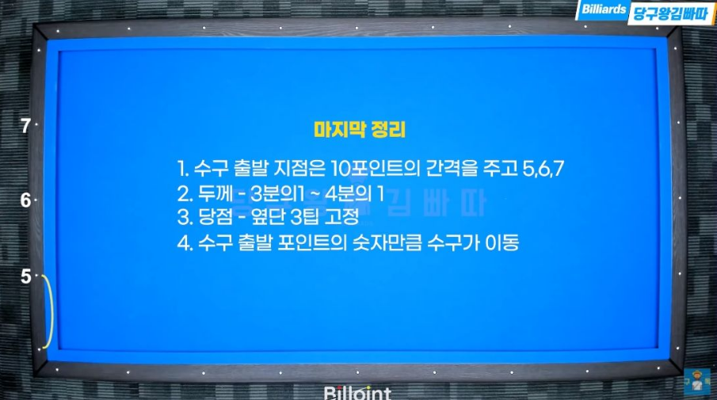 Billiards 당구왕김빠따
마지막 정리
7
1. 수구 출발 지점은 10포인트의 간격을 주고 5,6,7
2. 두께 - 3분의1 ~ 4분의 1
6
3. 당점 - 옆단 3팁 고정
4. 수구 출발 포인트의 숫자만큼 수구가 이동
5
Billoint